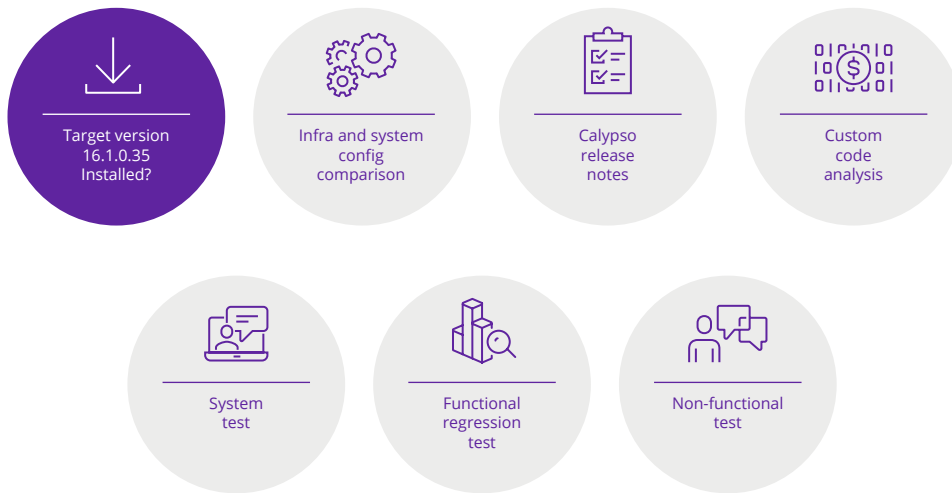 Target version
16.1.0.35
Installed?
Infra and system
config
comparison
Calypso
release
notes
Custom
code
analysis
System
test
Functional
regression
test
Non-functional
test